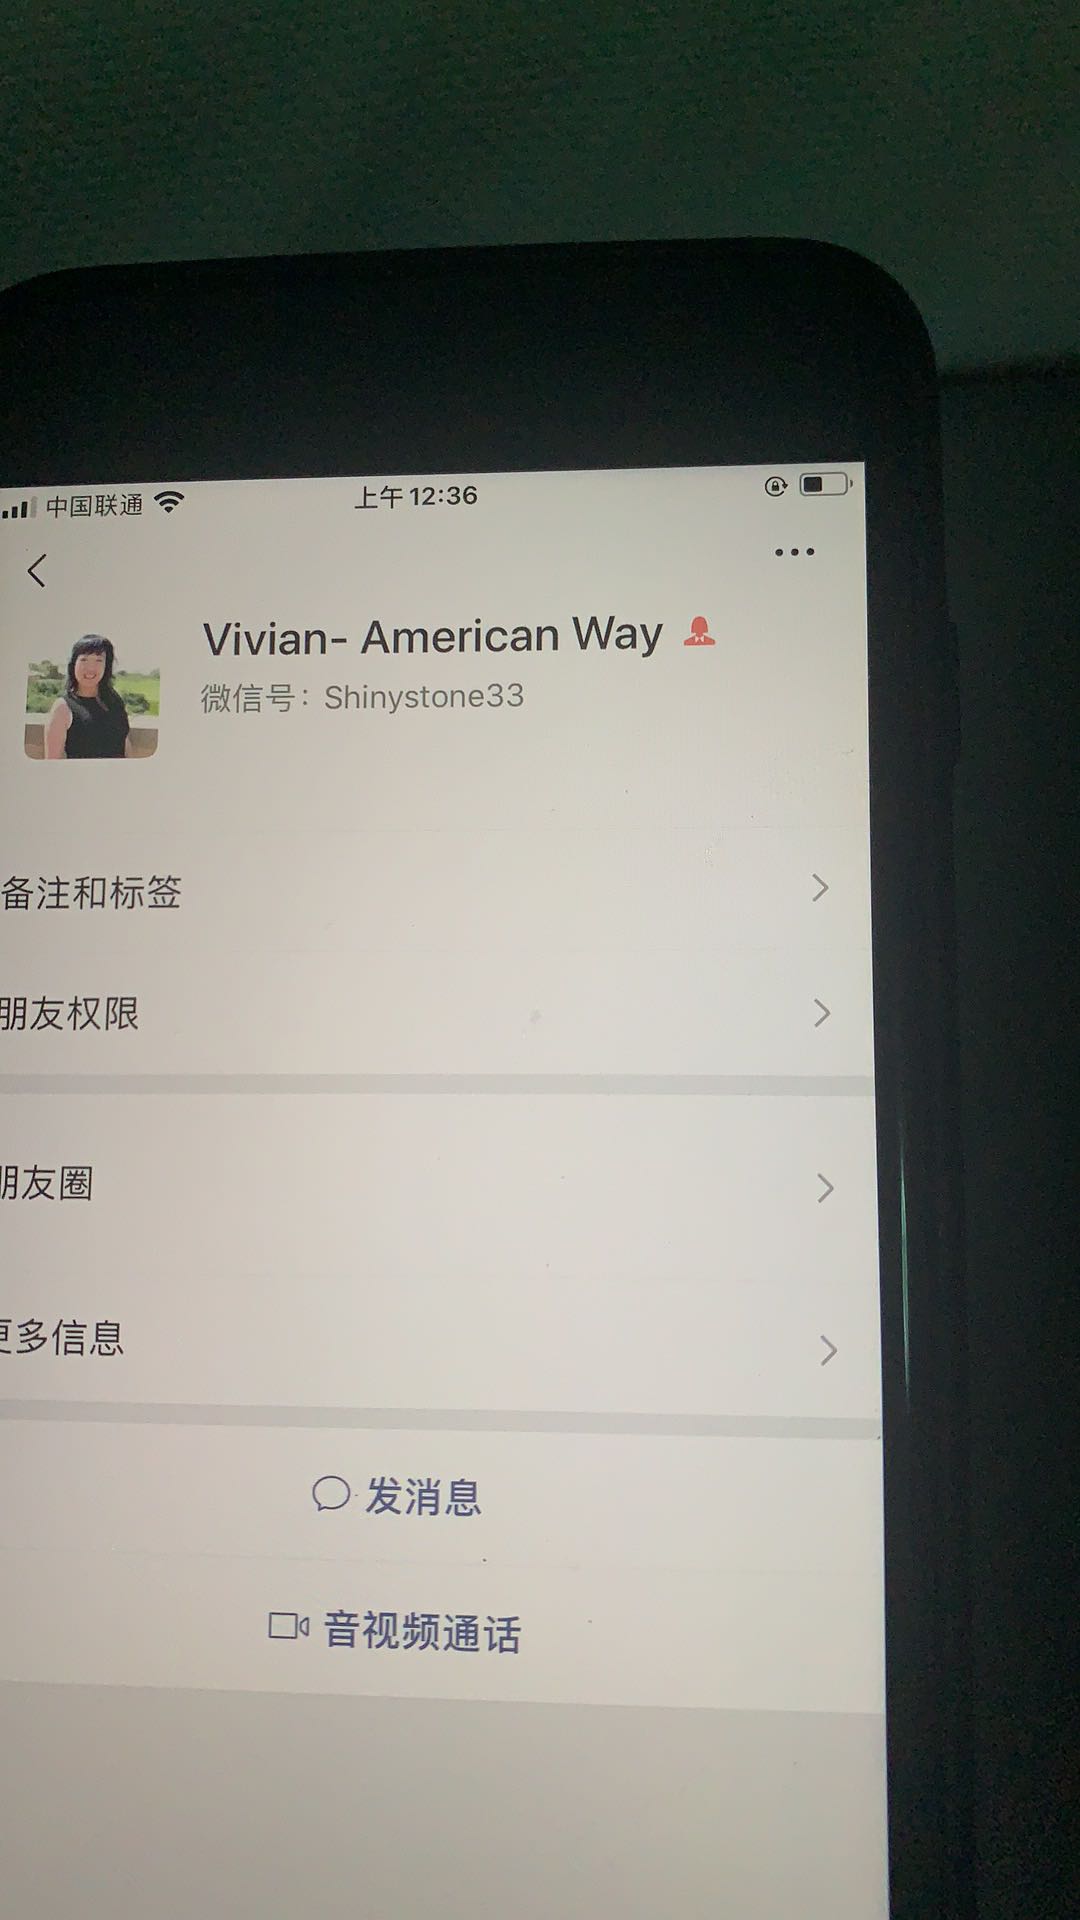 中国联通 上午12:36
Vivian- American Way
微信号：Shinystone33
备注和标签
朋友权限
朋友圈
更多信息
发消息
音视频通话